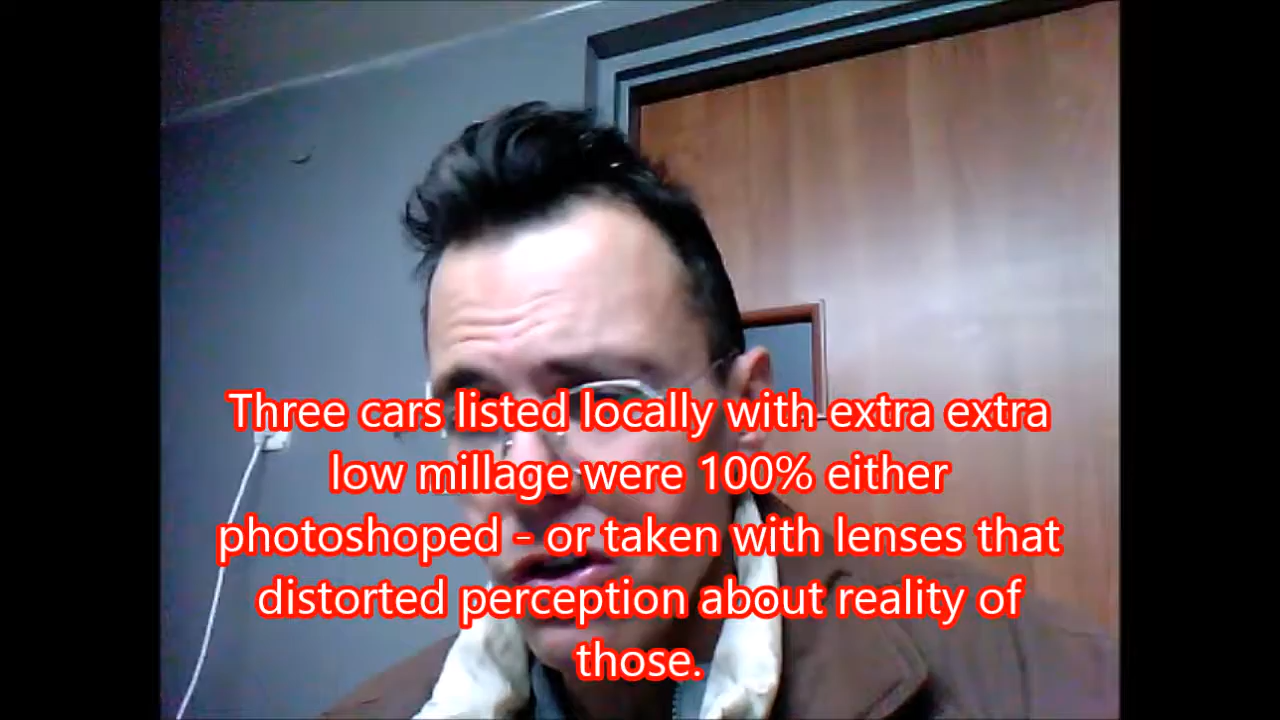 Three cars listed locally with extra extra
low millage were 100% either
photoshoped - or taken with lenses that
distorted perception about reality of
those.